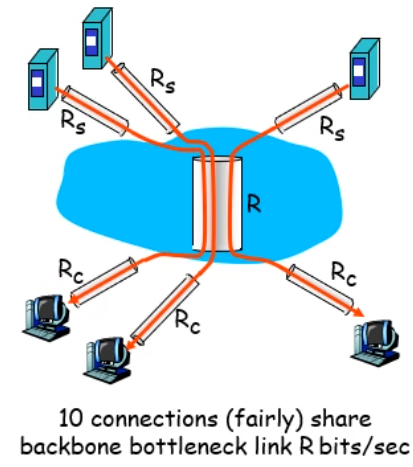 Rs
Rs
Rs
R
Rc
Rc
Rc
10 connections (fairly) share
backbone bottleneck link R bits/sec